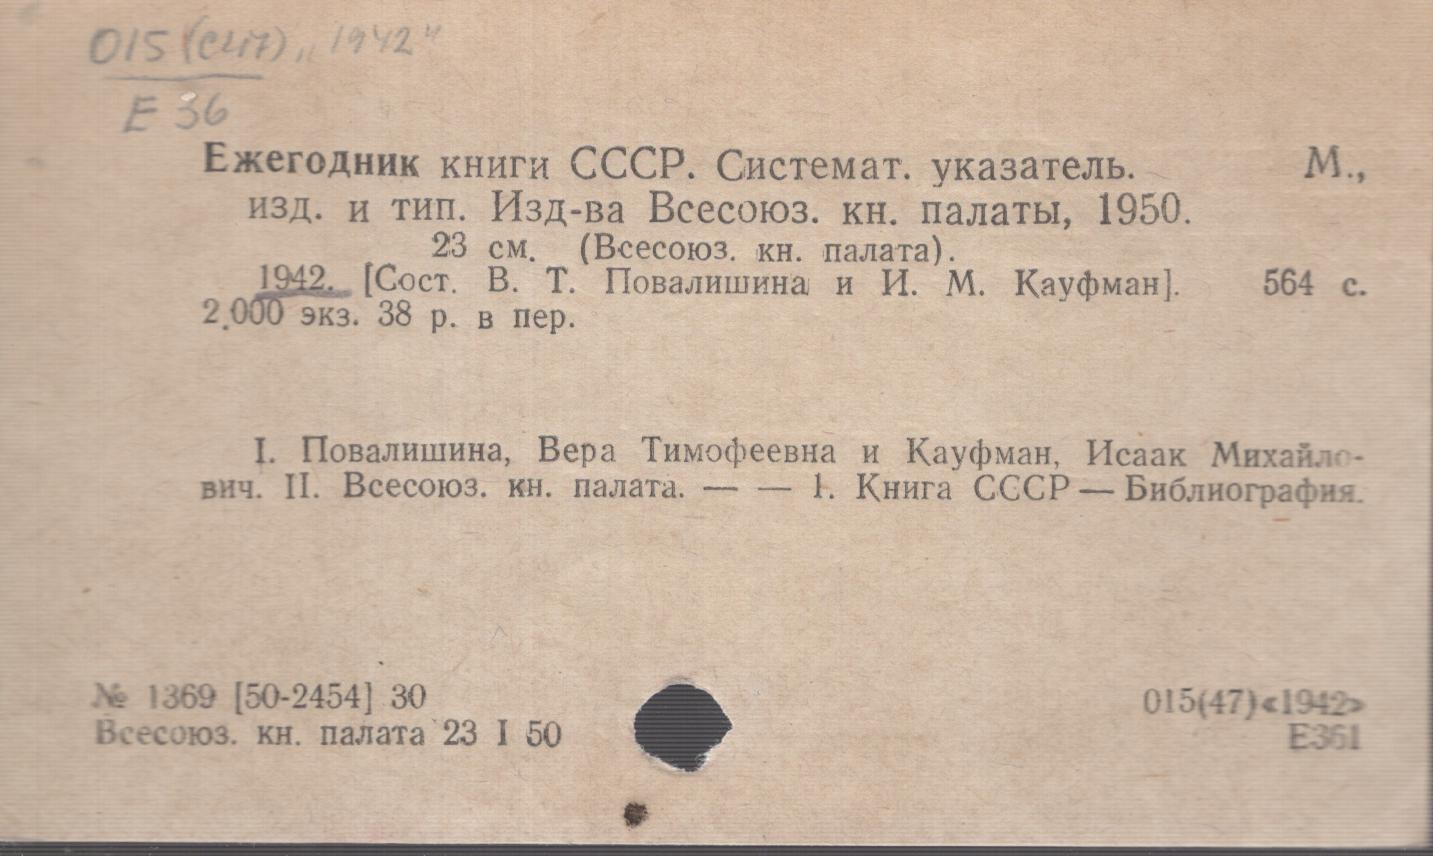 015 (С47) „1942"
Е 36
Ежегодник книги СССР. Системат. указатель. М.,
изд. и тип. Изд-ва Всесоюз. кн. палаты, 1950.
23 см. (Всесоюз. кн. палата).
1942. [Сост. В. Т. Повалишина и И. М. Кауфман]. 564 с.
2.000 экз. 38 р. в пер.
I. Повалишина, Вера Тимофеевна и Кауфман, Исаак Михайло-
вич. II. Всесоюз. кн. палата. — — 1. Книга СССР — Библиография.
№ 1369 [50-2454] 30
Всесоюз. кн. палата 23 I 50
015(47)«1942»
Е361